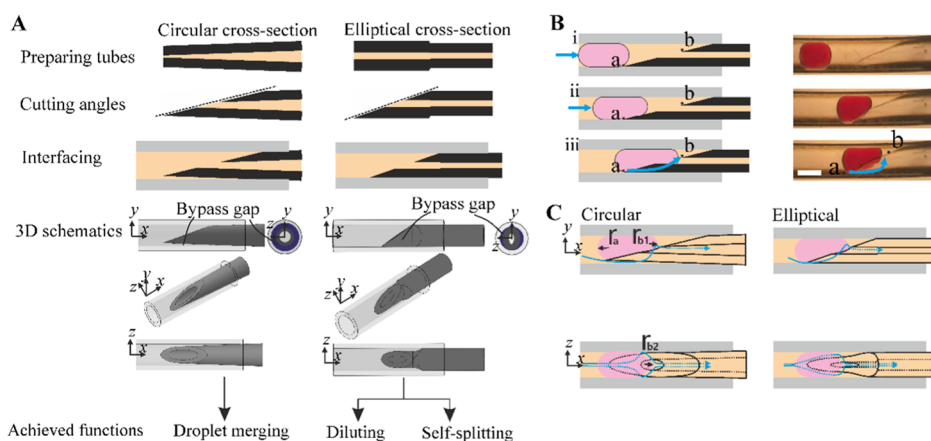 A
Circular cross-section
Elliptical cross-section
Preparing tubes
Cutting angles
Interfacing
3D schematics
y
x
Bypass gap
z
y
y
x
Bypass gap
z
y
y
z
x
y
z
x
z
x
z
x
Achieved functions
Droplet merging
Diluting
Self-splitting
B
i
a
b
ii
a
b
iii
a
b
a
b
C
Circular
Elliptical
y
x
ra
rb1
z
x
rb2